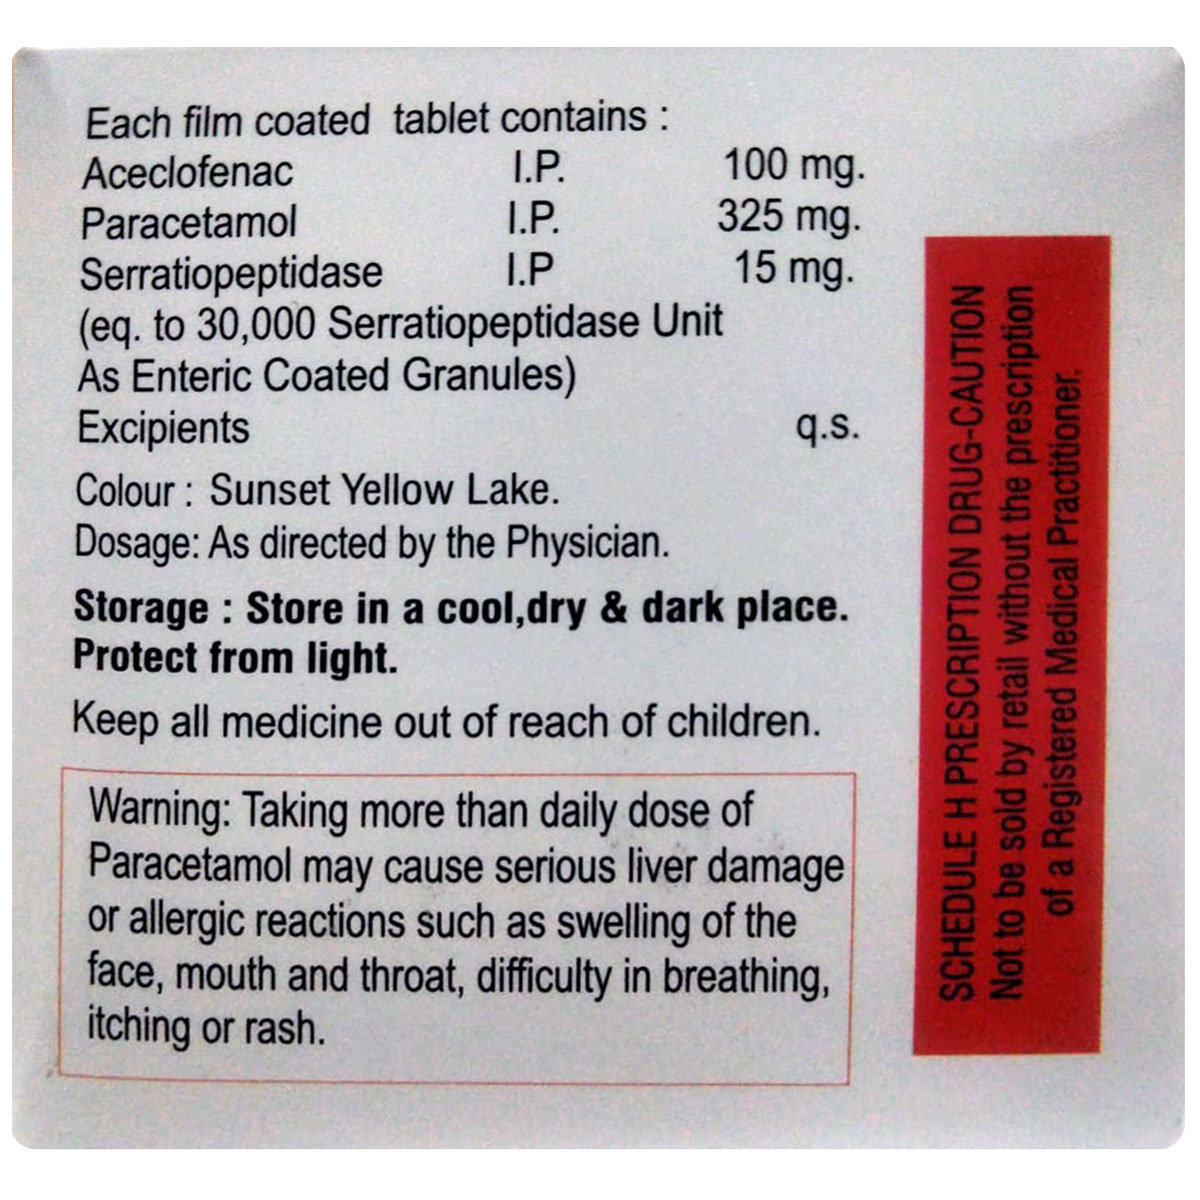 Each film coated tablet contains :
Aceclofenac I.P. 100 mg.
Paracetamol I.P. 325 mg.
Serratiopeptidase I.P 15 mg.
(eq. to 30,000 Serratiopeptidase Unit
As Enteric Coated Granules)
Excipients q.s.
Colour : Sunset Yellow Lake.
Dosage: As directed by the Physician.
Storage : Store in a cool,dry & dark place.
Protect from light.
Keep all medicine out of reach of children.
Warning: Taking more than daily dose of
Paracetamol may cause serious liver damage
or allergic reactions such as swelling of the
face, mouth and throat, difficulty in breathing,
itching or rash.
SCHEDULE H PRESCRIPTION DRUG-CAUTION
Not to be sold by retail without the prescription
of a Registered Medical Practitioner.